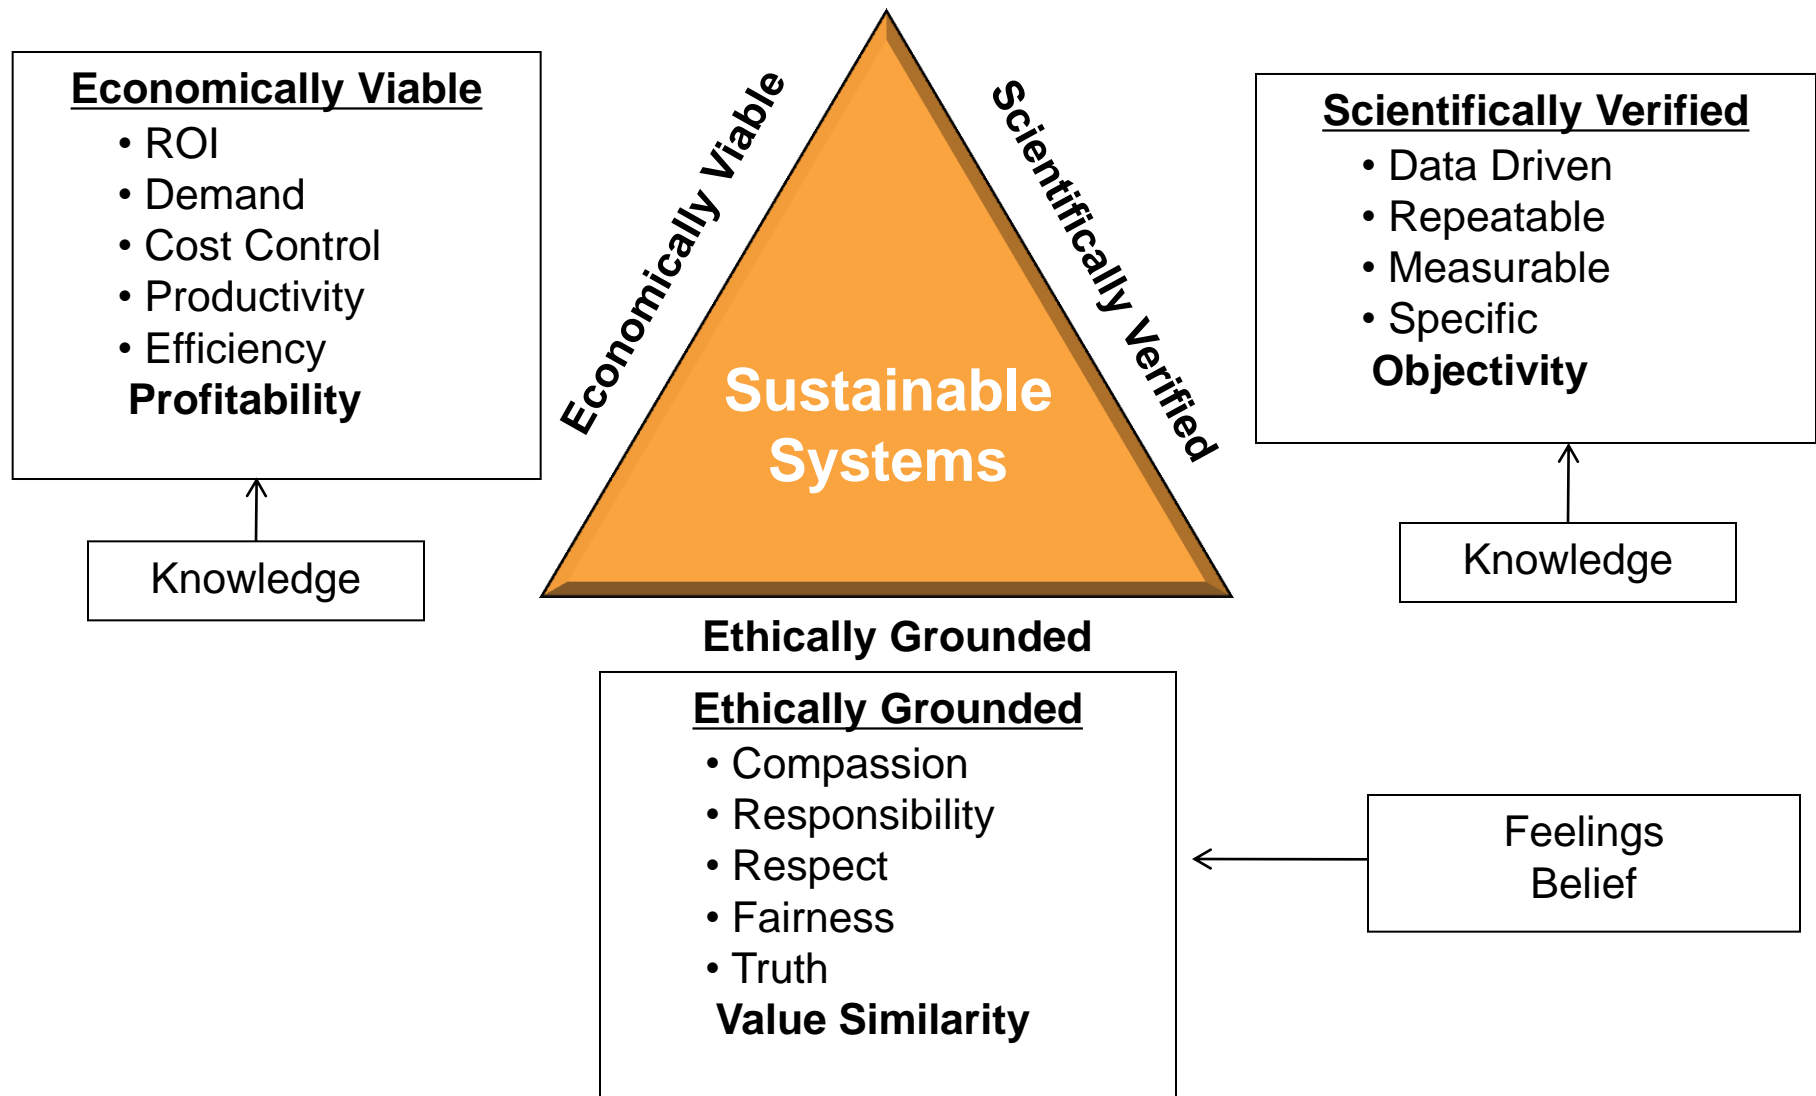 Economically Viable
• ROI
• Demand
• Cost Control
• Productivity
• Efficiency
Profitability
Knowledge
Economically Viable
Scientifically Verified
Sustainable
Systems
Ethically Grounded
Scientifically Verified
• Data Driven
• Repeatable
• Measurable
• Specific
Objectivity
Knowledge
Ethically Grounded
• Compassion
• Responsibility
• Respect
• Fairness
• Truth
Value Similarity
Feelings
Belief